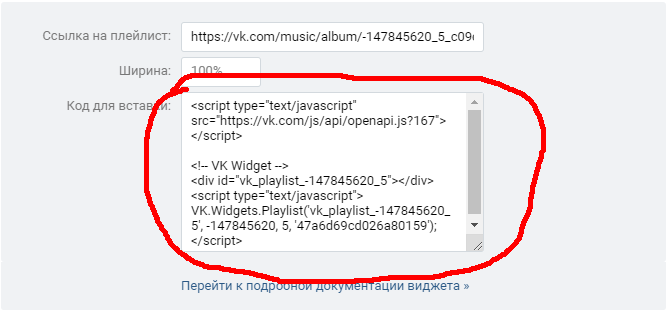 Ссылка на плейлист: https://vk.com/music/album/-147845620_5_c09
Ширина: 100%
Код для вставки: <script type="text/javascript"
src="https://vk.com/js/api/openapi.js?167">
</script>
<!-- VK Widget -->
<div id="vk_playlist_-147845620_5"></div>
<script type="text/javascript">
VK.Widgets.Playlist('vk_playlist_-147845620_
5', -147845620, 5, '47a6d69cd026a80159');
</script>
Перейти к подробной документации виджета »